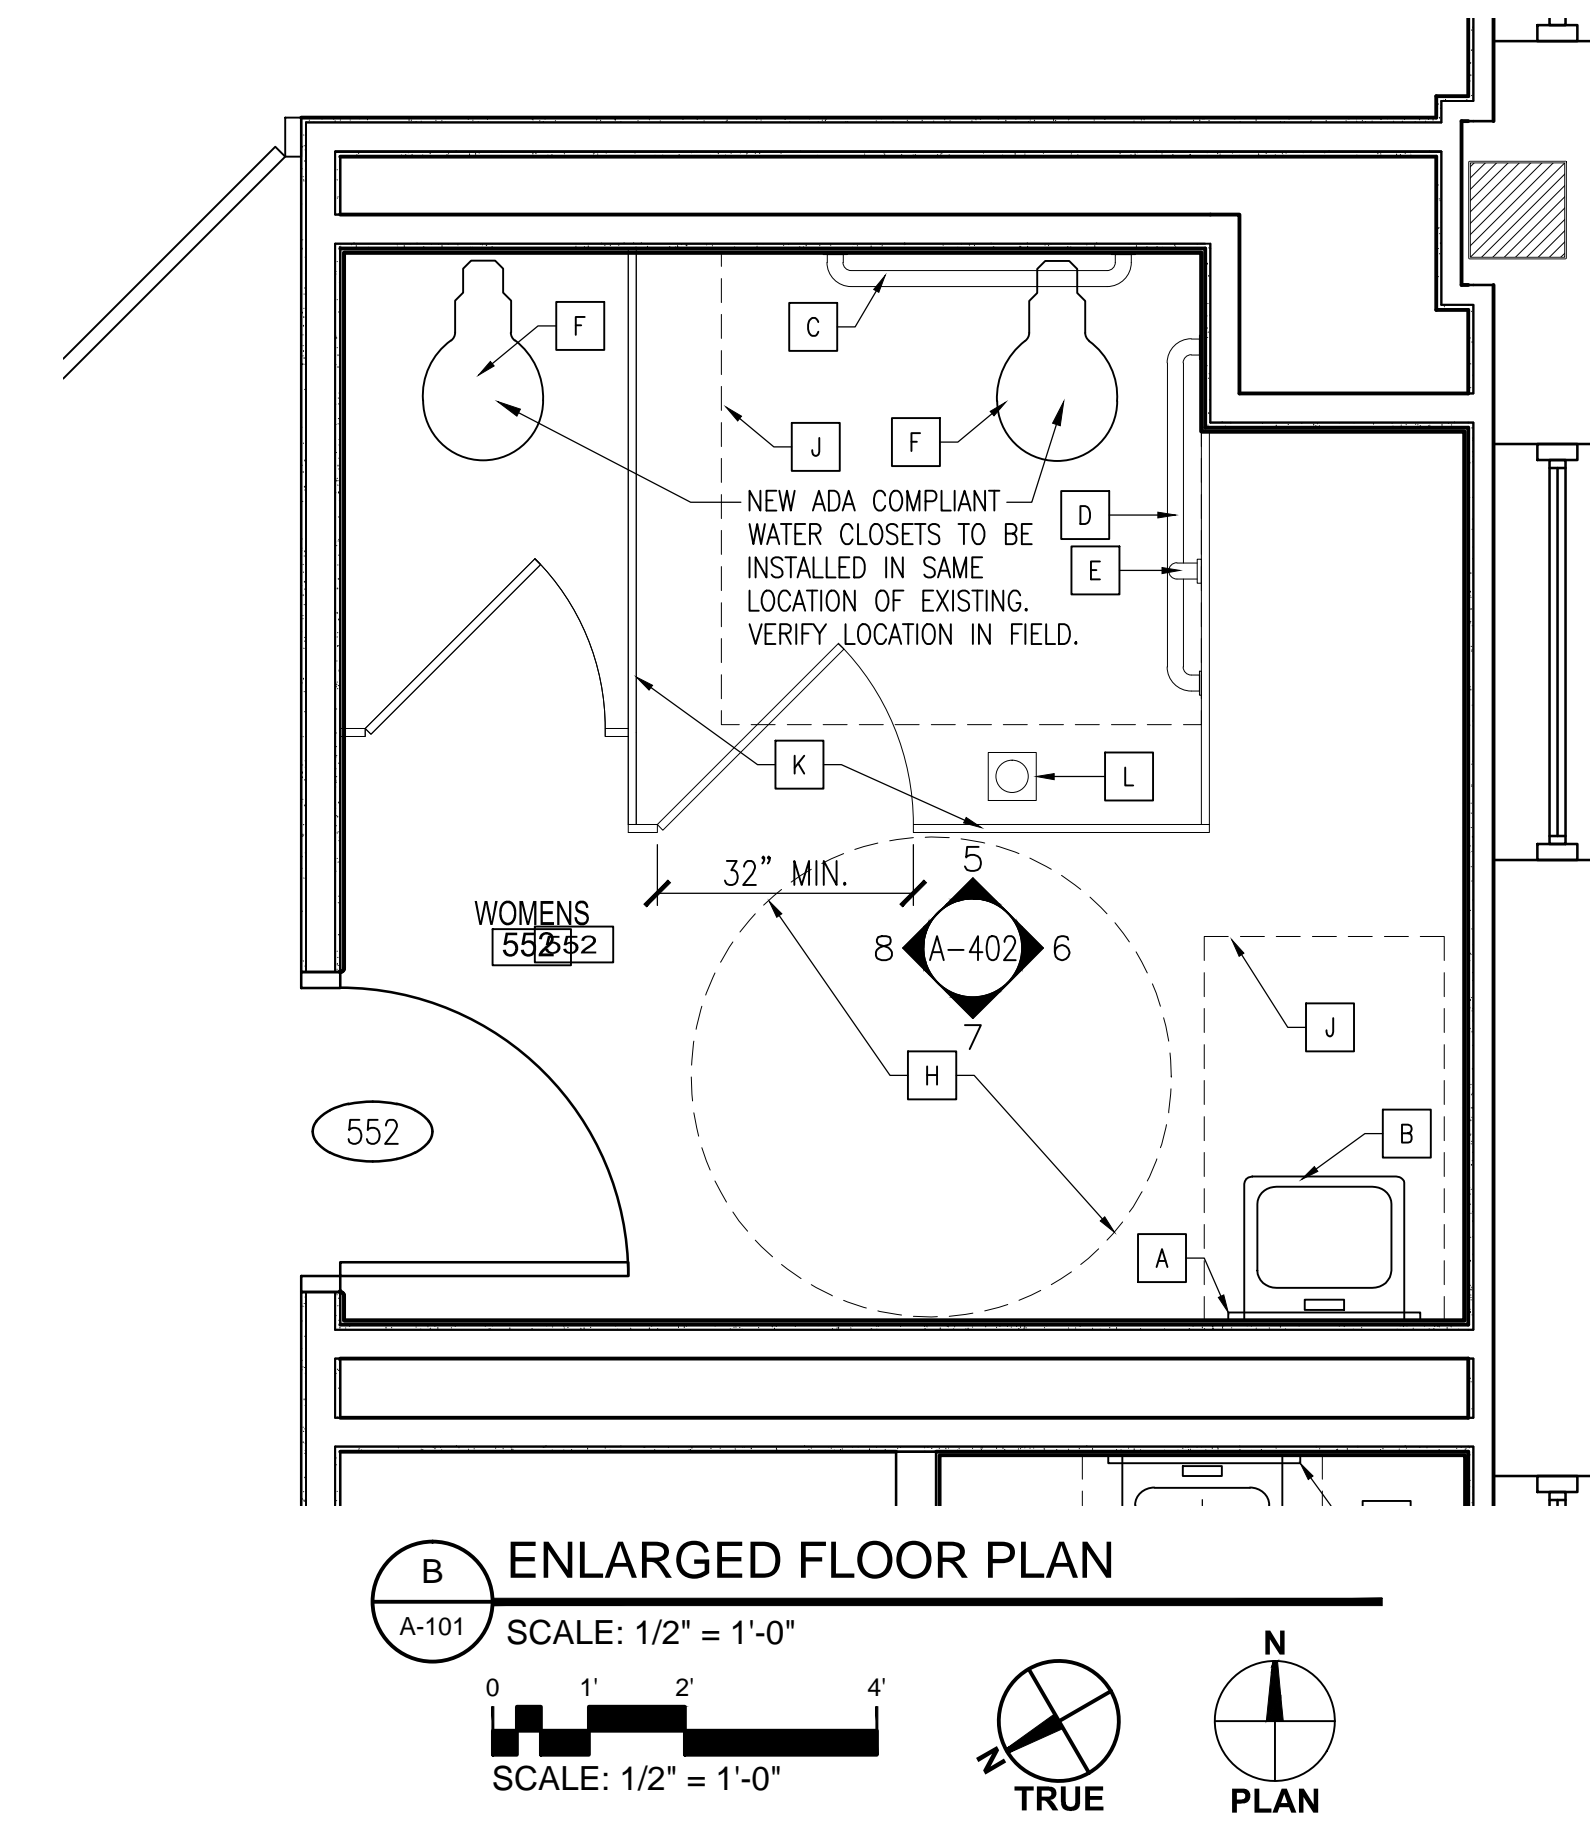 F
C
J
F
NEW ADA COMPLIANT
WATER CLOSETS TO BE
INSTALLED IN SAME
LOCATION OF EXISTING.
VERIFY LOCATION IN FIELD.
D
E
K
L
32” MIN.
5
WOMENS
552
552
8
A-402
6
7
J
H
552
B
A
B
A-101
ENLARGED FLOOR PLAN
SCALE: 1/2" = 1'-0"
0 1' 2' 4'
SCALE: 1/2" = 1'-0"
N
TRUE
N
PLAN